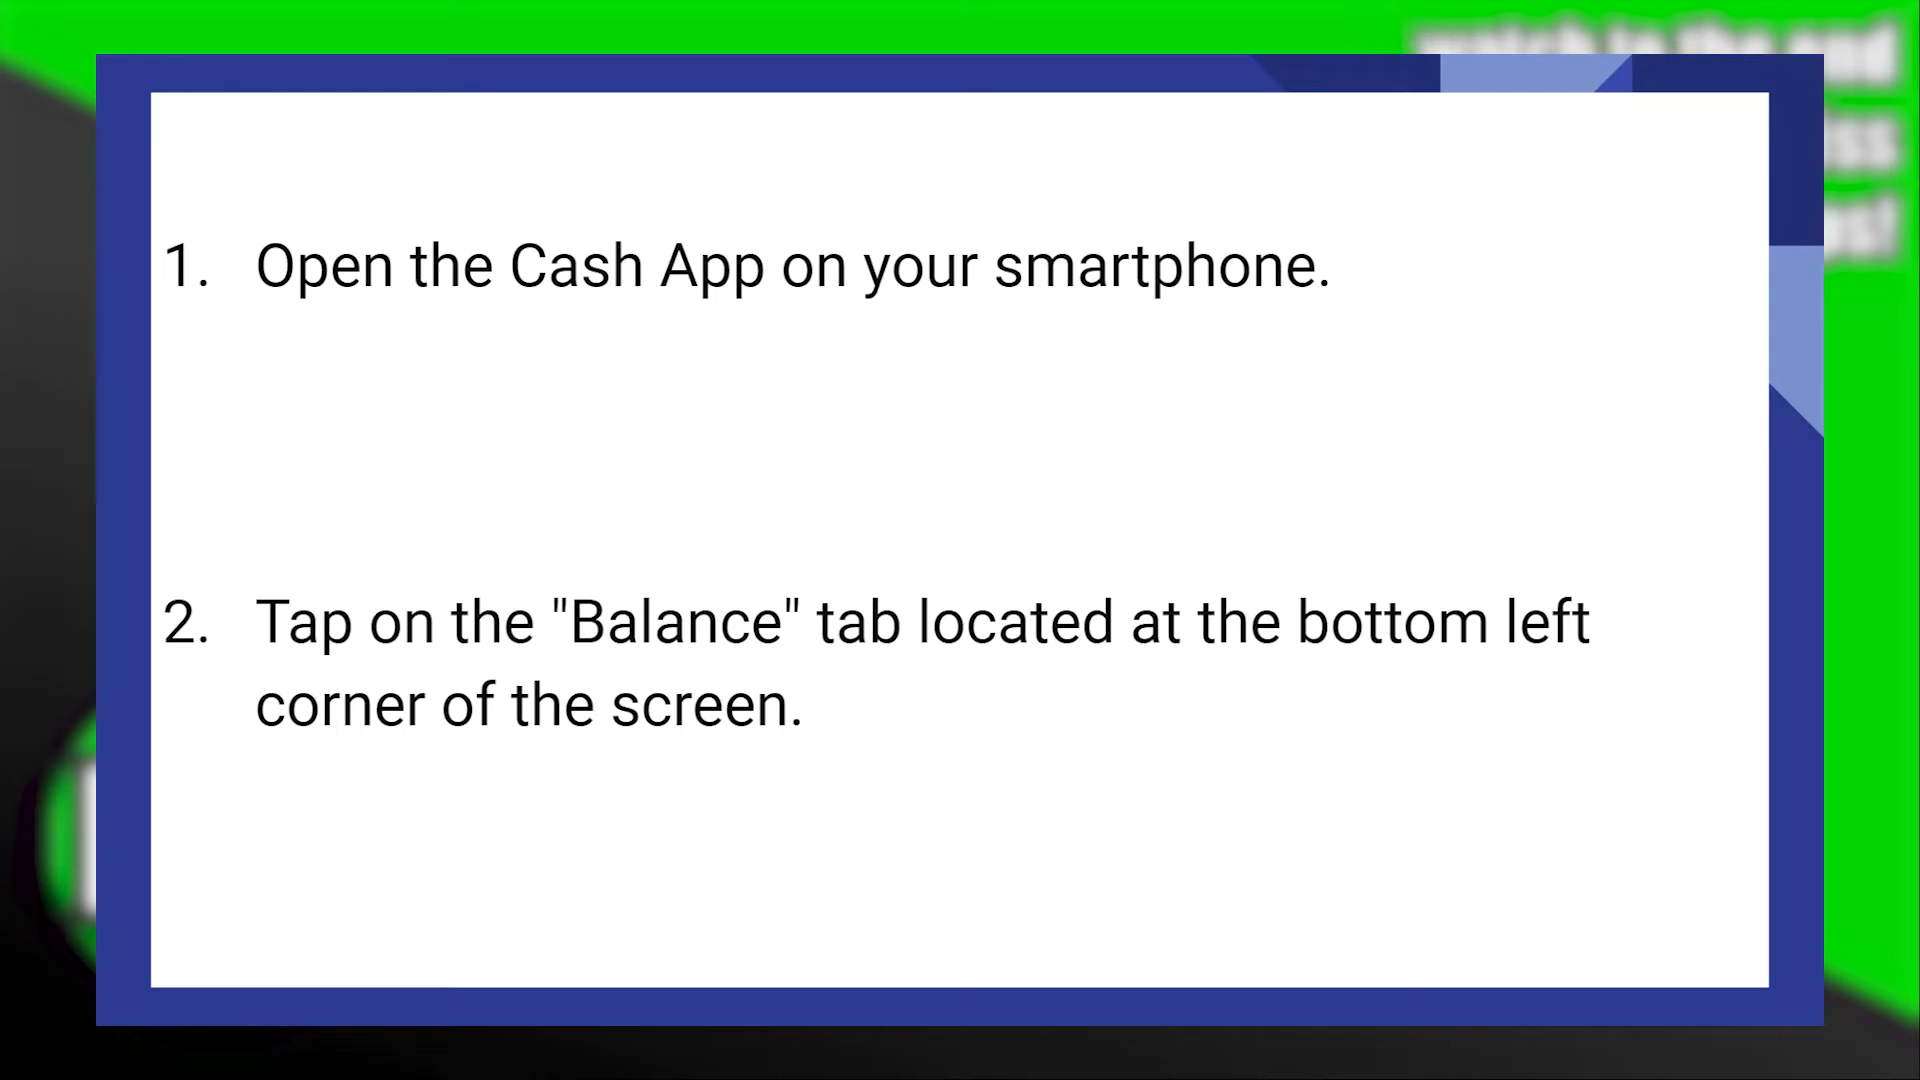 1. Open the Cash App on your smartphone.
2. Tap on the "Balance" tab located at the bottom left
corner of the screen.